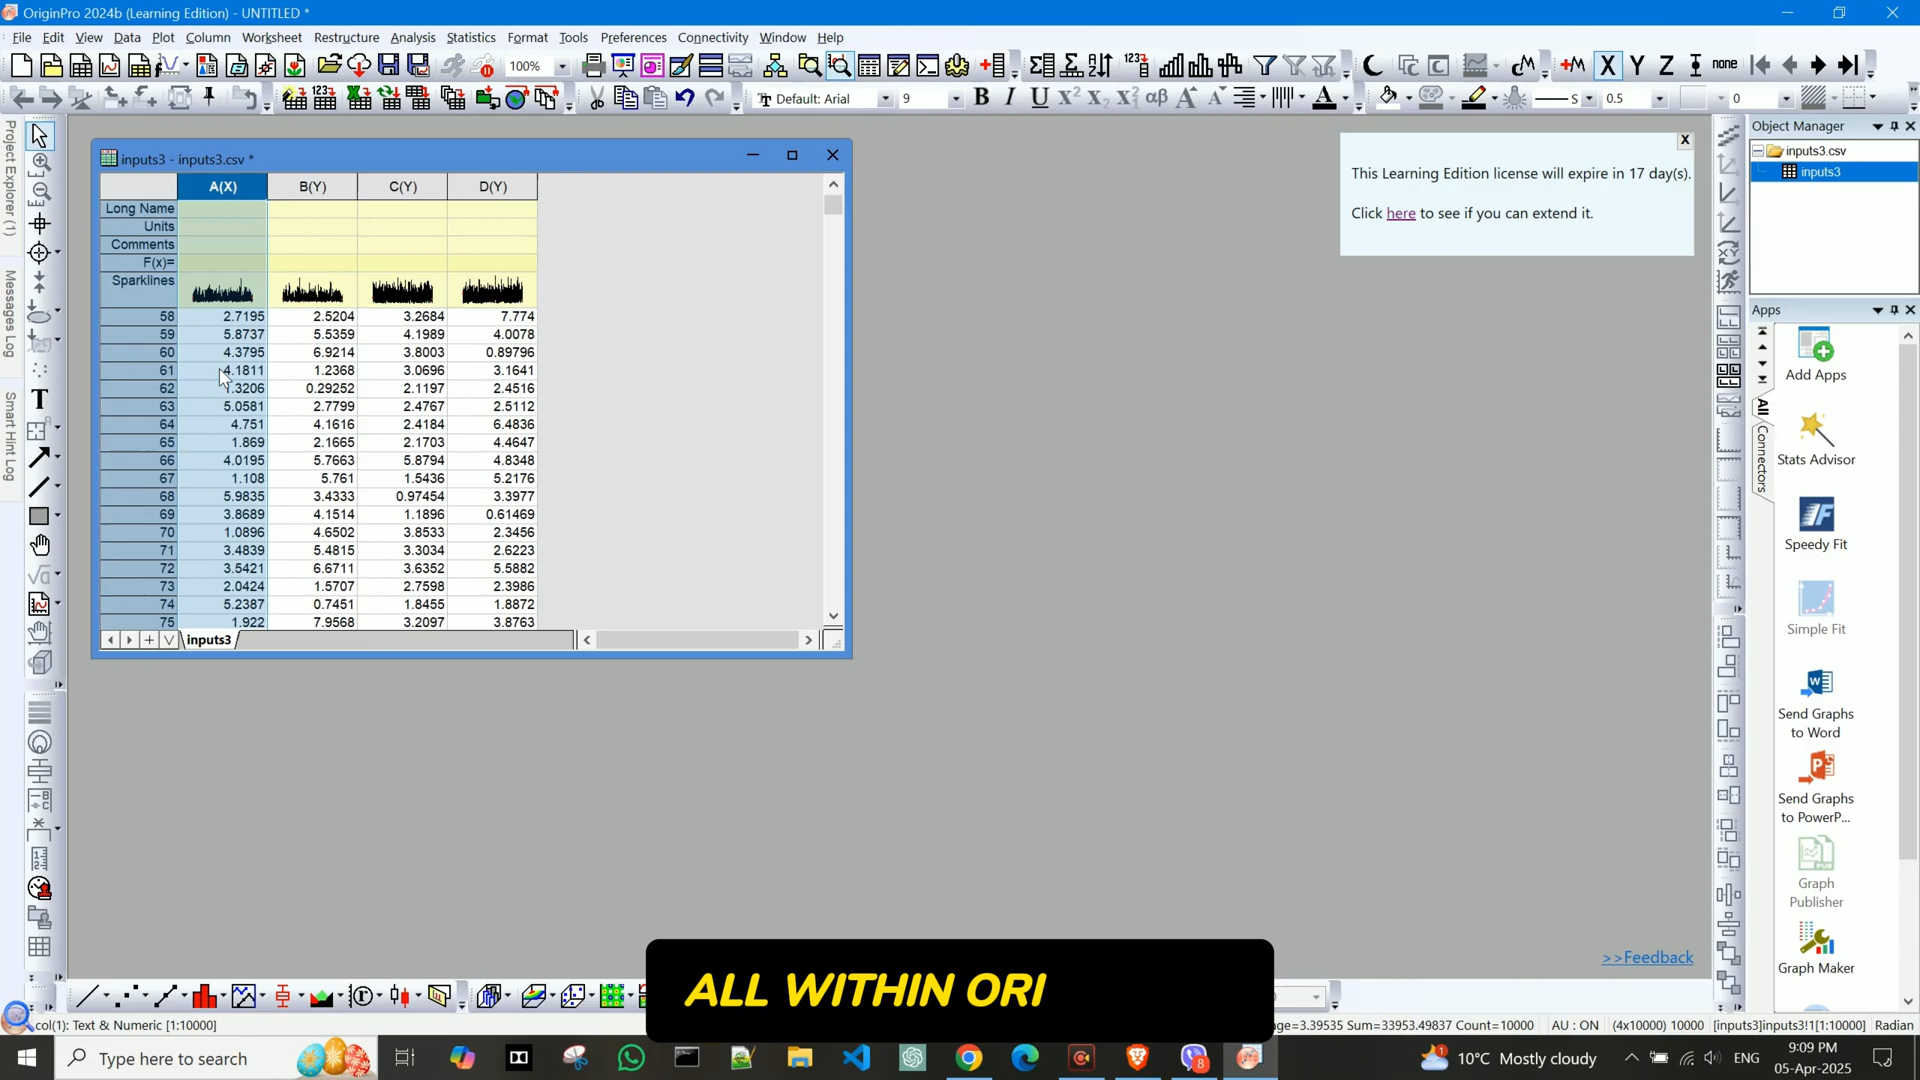 OriginPro 2024b (Learning Edition) - UNTITLED *
File Edit View Data Plot Column Worksheet Restructure Analysis Statistics Format Tools Preferences Connectivity Window Help
100%
X Y Z none
Default: Arial 9 B I U
0.5 0
Project Explorer (1)
Messages Log
Smart Hint Log
inputs3 - inputs3.csv *
A(X) B(Y) C(Y) D(Y)
Long Name
Units
Comments
F(x)=
Sparklines
58 2.7195 2.5204 3.2684 7.774
59 5.8737 5.5359 4.1989 4.0078
60 4.3795 6.9214 3.8003 0.89796
61 4.1811 1.2368 3.0696 3.1641
62 1.3206 0.29252 2.1197 2.4516
63 5.0581 2.7799 2.4767 2.5112
64 4.751 4.1616 2.4184 6.4836
65 1.869 2.1665 2.1703 4.4647
66 4.0195 5.7663 5.8794 4.8348
67 1.108 5.761 1.5436 5.2176
68 5.9835 3.4333 0.97454 3.3977
69 3.8689 4.1514 1.1896 0.61469
70 1.0896 4.6502 3.8533 2.3456
71 3.4839 5.4815 3.3034 2.6223
72 3.5421 6.6711 3.6352 5.5882
73 2.0424 1.5707 2.7598 2.3986
74 5.2387 0.7451 1.8455 1.8872
75 1.922 7.9568 3.2097 3.8763
inputs3
This Learning Edition license will expire in 17 day(s).
Click here to see if you can extend it.
X
Object Manager
inputs3.csv
inputs3
Apps
All
Connectors
Add Apps
Stats Advisor
Speedy Fit
Simple Fit
Send Graphs
to Word
Send Graphs
to PowerP...
Graph
Publisher
Graph Maker
>>Feedback
ALL WITHIN ORI
col(1): Text & Numeric [1:10000]
Sum=33953.49837 Count=10000 AU : ON (4x10000) 10000 [inputs3]inputs3!1[1:10000] Radian
Type here to search
10°C Mostly cloudy
ENG
9:09 PM
05-Apr-2025